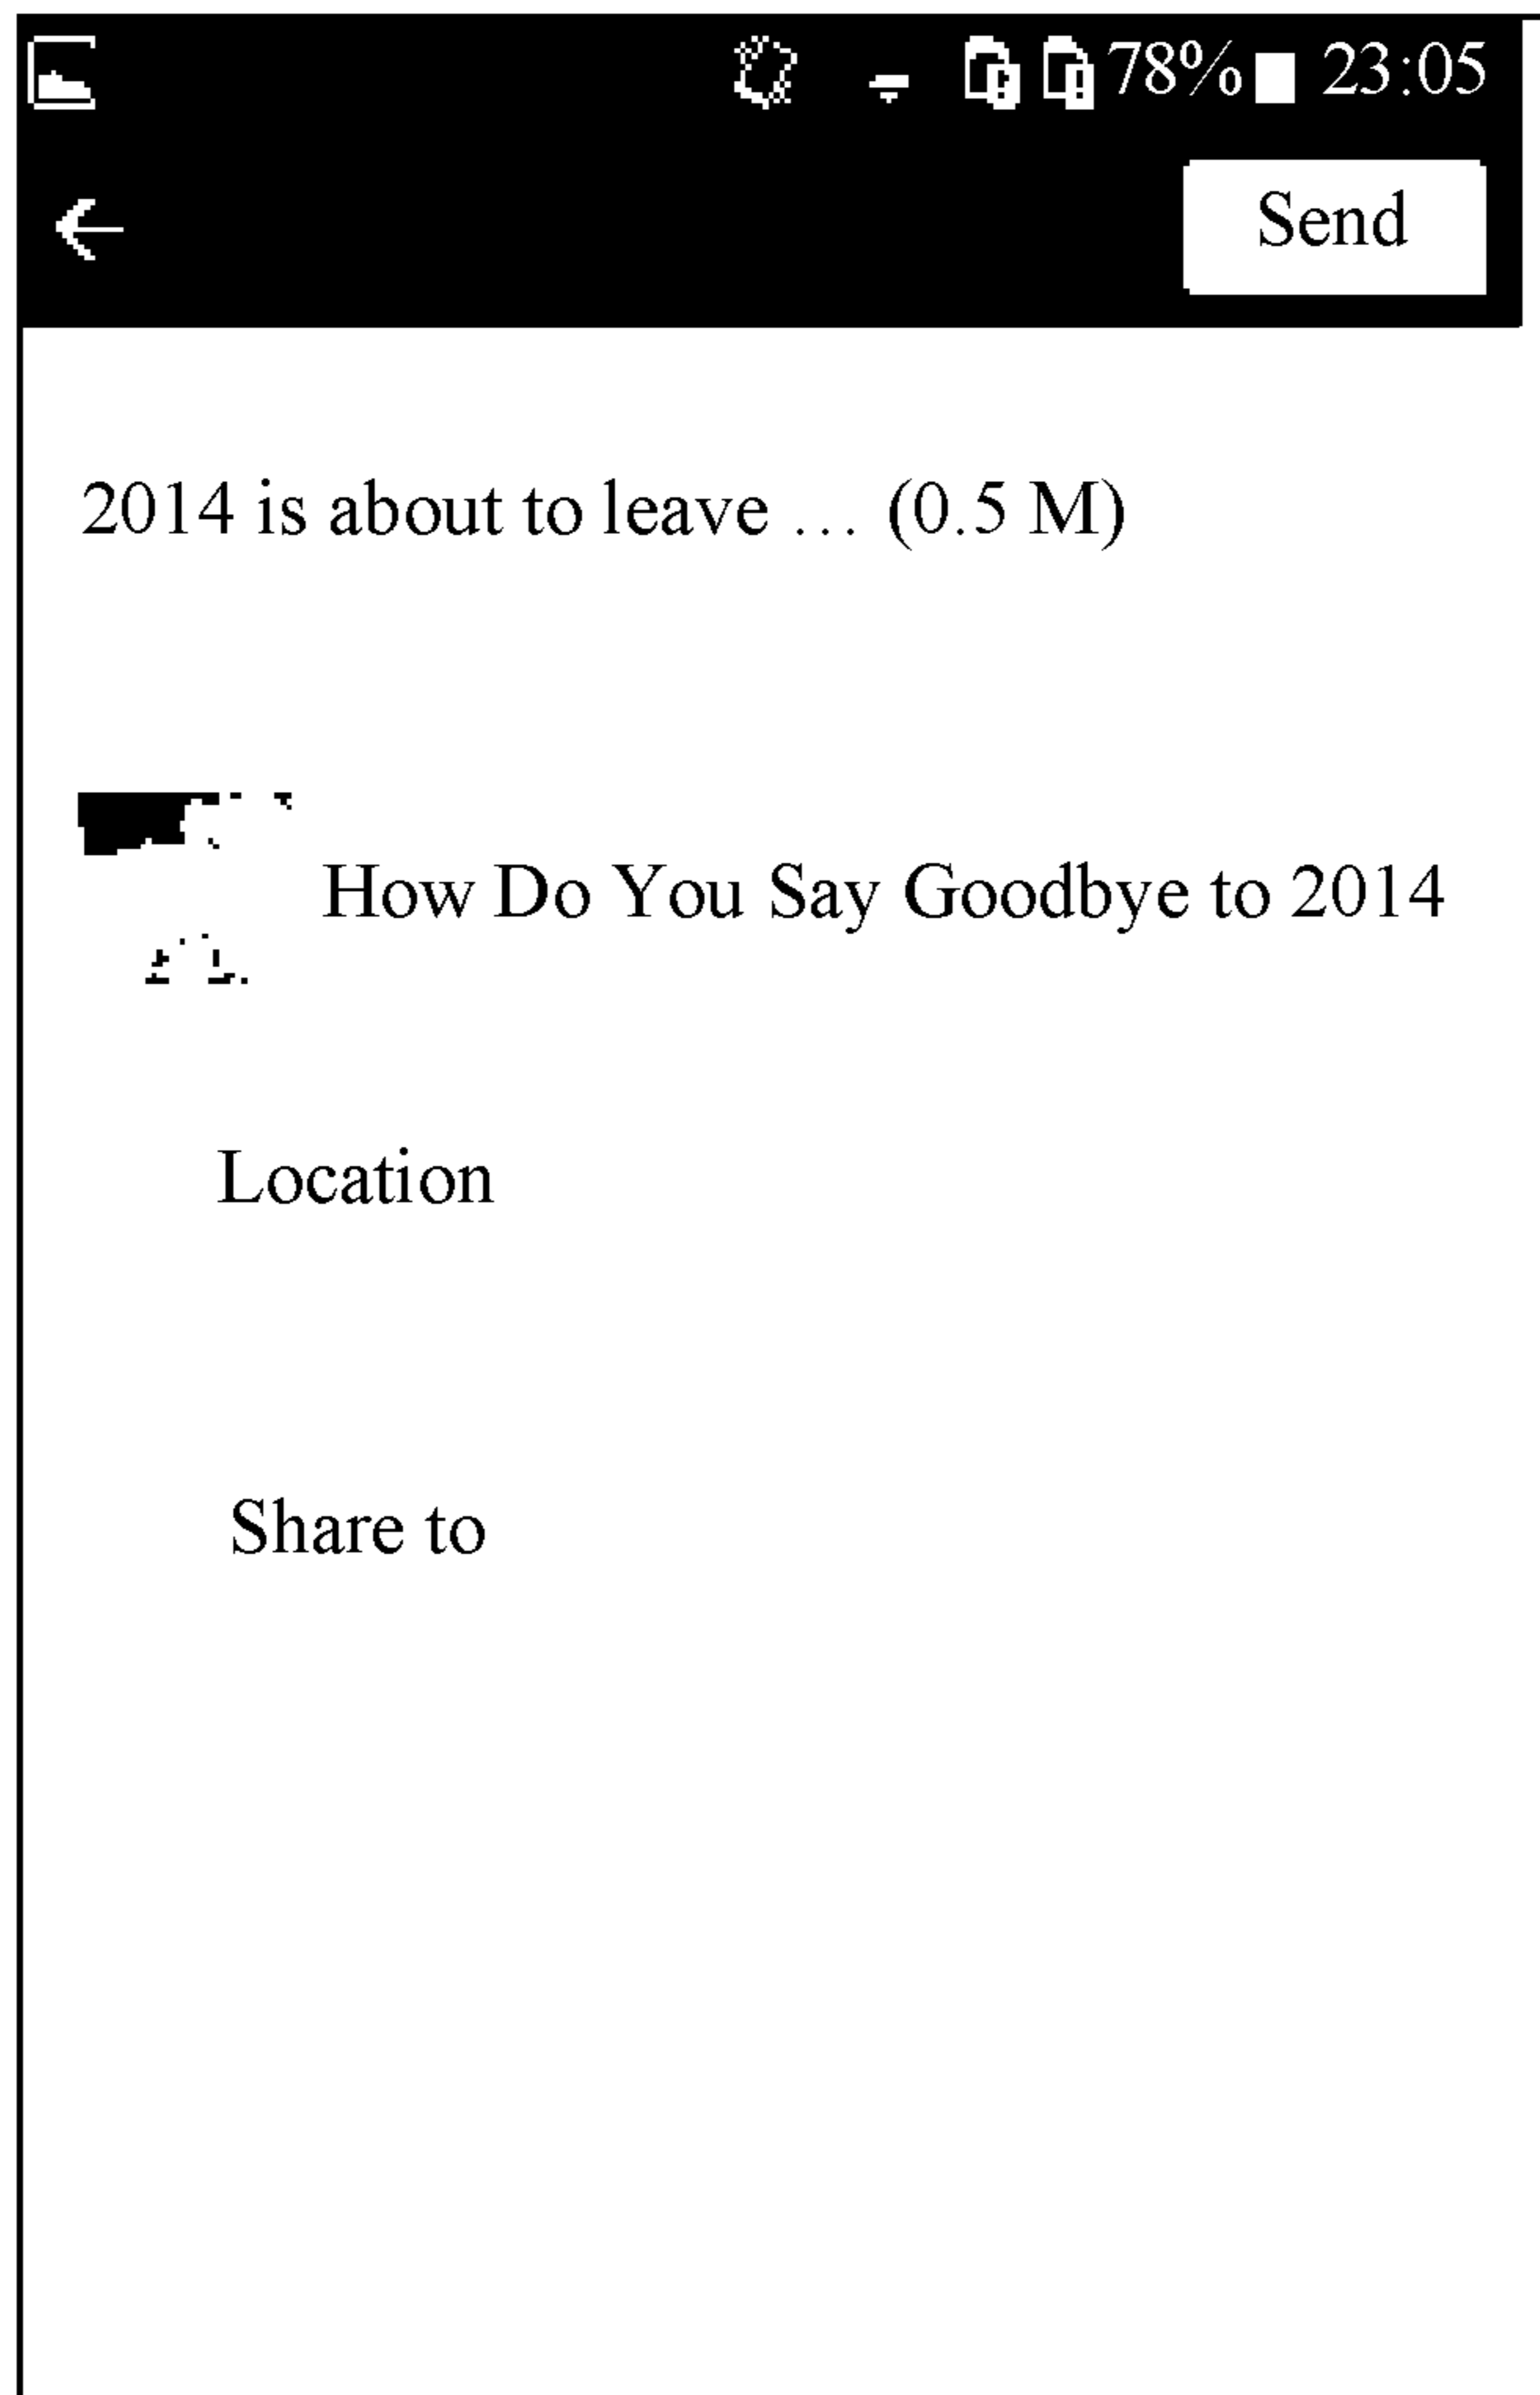 78% 23:05
Send
2014 is about to leave … (0.5 M)
How Do You Say Goodbye to 2014
Location
Share to